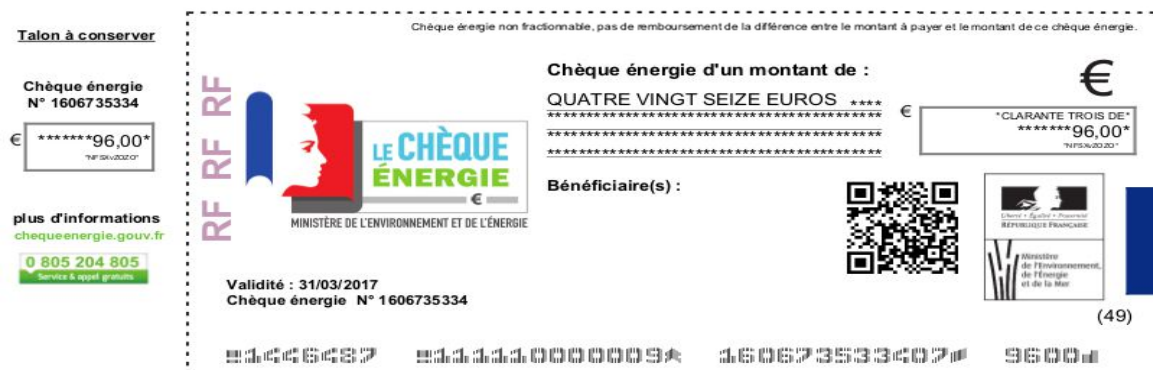 Talon à conserver
Chèque énergie
N° 1606735334
€ *******96,00*
plus d'informations
chequeenergie.gouv.fr
0 805 204 805
Service & appel gratuits
Chèque énergie non fractionnable, pas de remboursement de la différence entre le montant à payer et le montant de ce chèque énergie.
RF RF RF
LE CHÈQUE
ÉNERGIE
€
MINISTÈRE DE L'ENVIRONNEMENT ET DE L'ÉNERGIE
Chèque énergie d'un montant de :
QUATRE VINGT SEIZE EUROS ****
****************************************
****************************************
****************************************
€
€
*CLARANTE TROIS DE*
*******96,00*
Bénéficiaire(s) :
Liberté • Égalité • Fraternité
RÉPUBLIQUE FRANÇAISE
Ministère
de l'Environnement,
de l'Énergie
et de la Mer
Validité : 31/03/2017
Chèque énergie N° 1606735334
(49)
1446487 111110000009 160673533407 9600